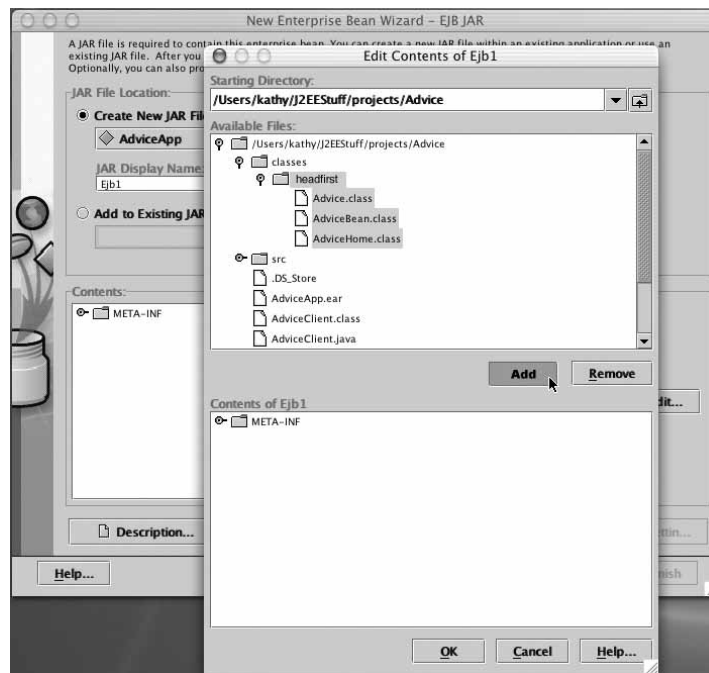 New Enterprise Bean Wizard – EJB JAR
A JAR file is required to contain this enterprise bean. You can create a new JAR file within an existing application or use an
existing JAR file. After you
Optionally, you can also pro
JAR File Location:
Create New JAR Fil
AdviceApp
JAR Display Name:
Ejb1
Add to Existing JAR
Contents:
META-INF
Description...
Help...
Edit Contents of Ejb1
Starting Directory:
/Users/kathy/J2EEStuff/projects/Advice
Available Files:
/Users/kathy/J2EEStuff/projects/Advice
classes
headfirst
Advice.class
AdviceBean.class
AdviceHome.class
src
.DS_Store
AdviceApp.ear
AdviceClient.class
AdviceClient.java
Add
Remove
Contents of Ejb1
META-INF
OK
Cancel
Help...
dit...
ttin...
nish